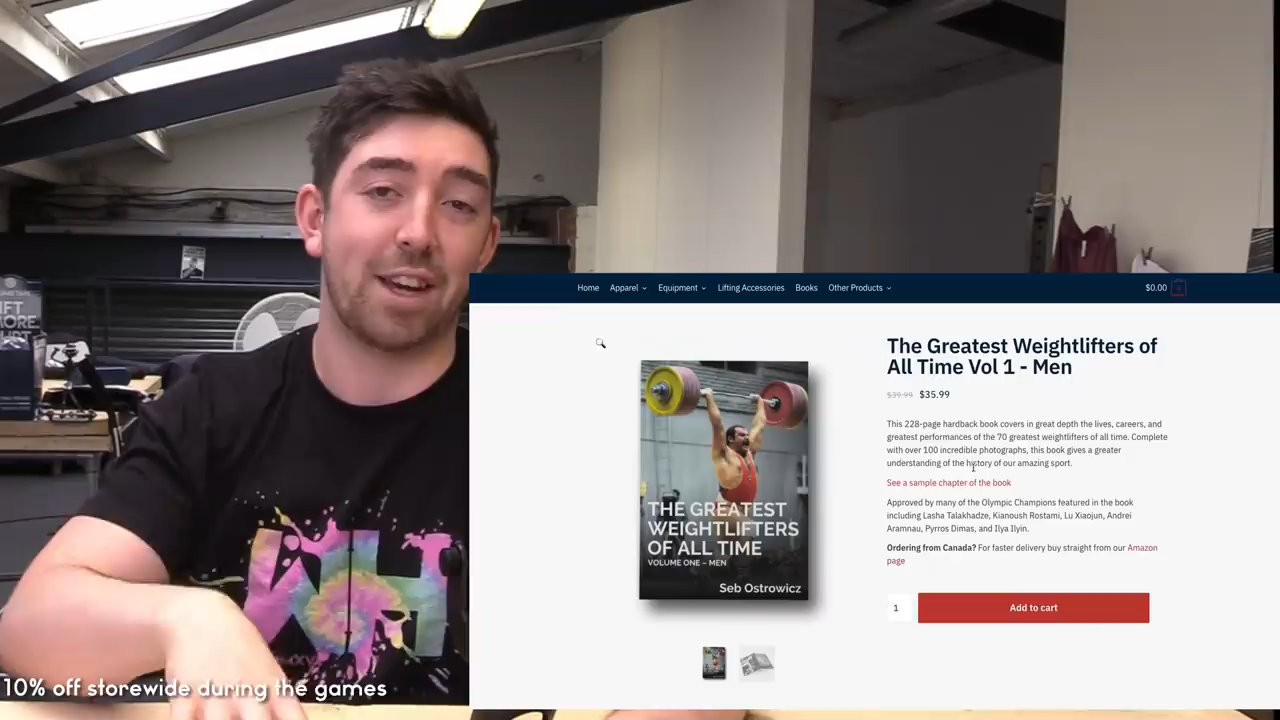 Home Apparel Equipment Lifting Accessories Books Other Products $0.00 0
The Greatest Weightlifters of
All Time Vol 1 - Men
$39.99 $35.99
This 228-page hardback book covers in great depth the lives, careers, and
greatest performances of the 70 greatest weightlifters of all time. Complete
with over 100 incredible photographs, this book gives a greater
understanding of the history of our amazing sport.
See a sample chapter of the book
Approved by many of the Olympic Champions featured in the book
including Lasha Talakhadze, Kianoush Rostami, Lu Xiaojun, Andrei
Aramnau, Pyrros Dimas, and Ilya Ilyin.
Ordering from Canada? For faster delivery buy straight from our Amazon
page
1 Add to cart
THE GREATEST
WEIGHTLIFTERS
OF ALL TIME
VOLUME ONE – MEN
Seb Ostrowicz
WH
10% off storewide during the games